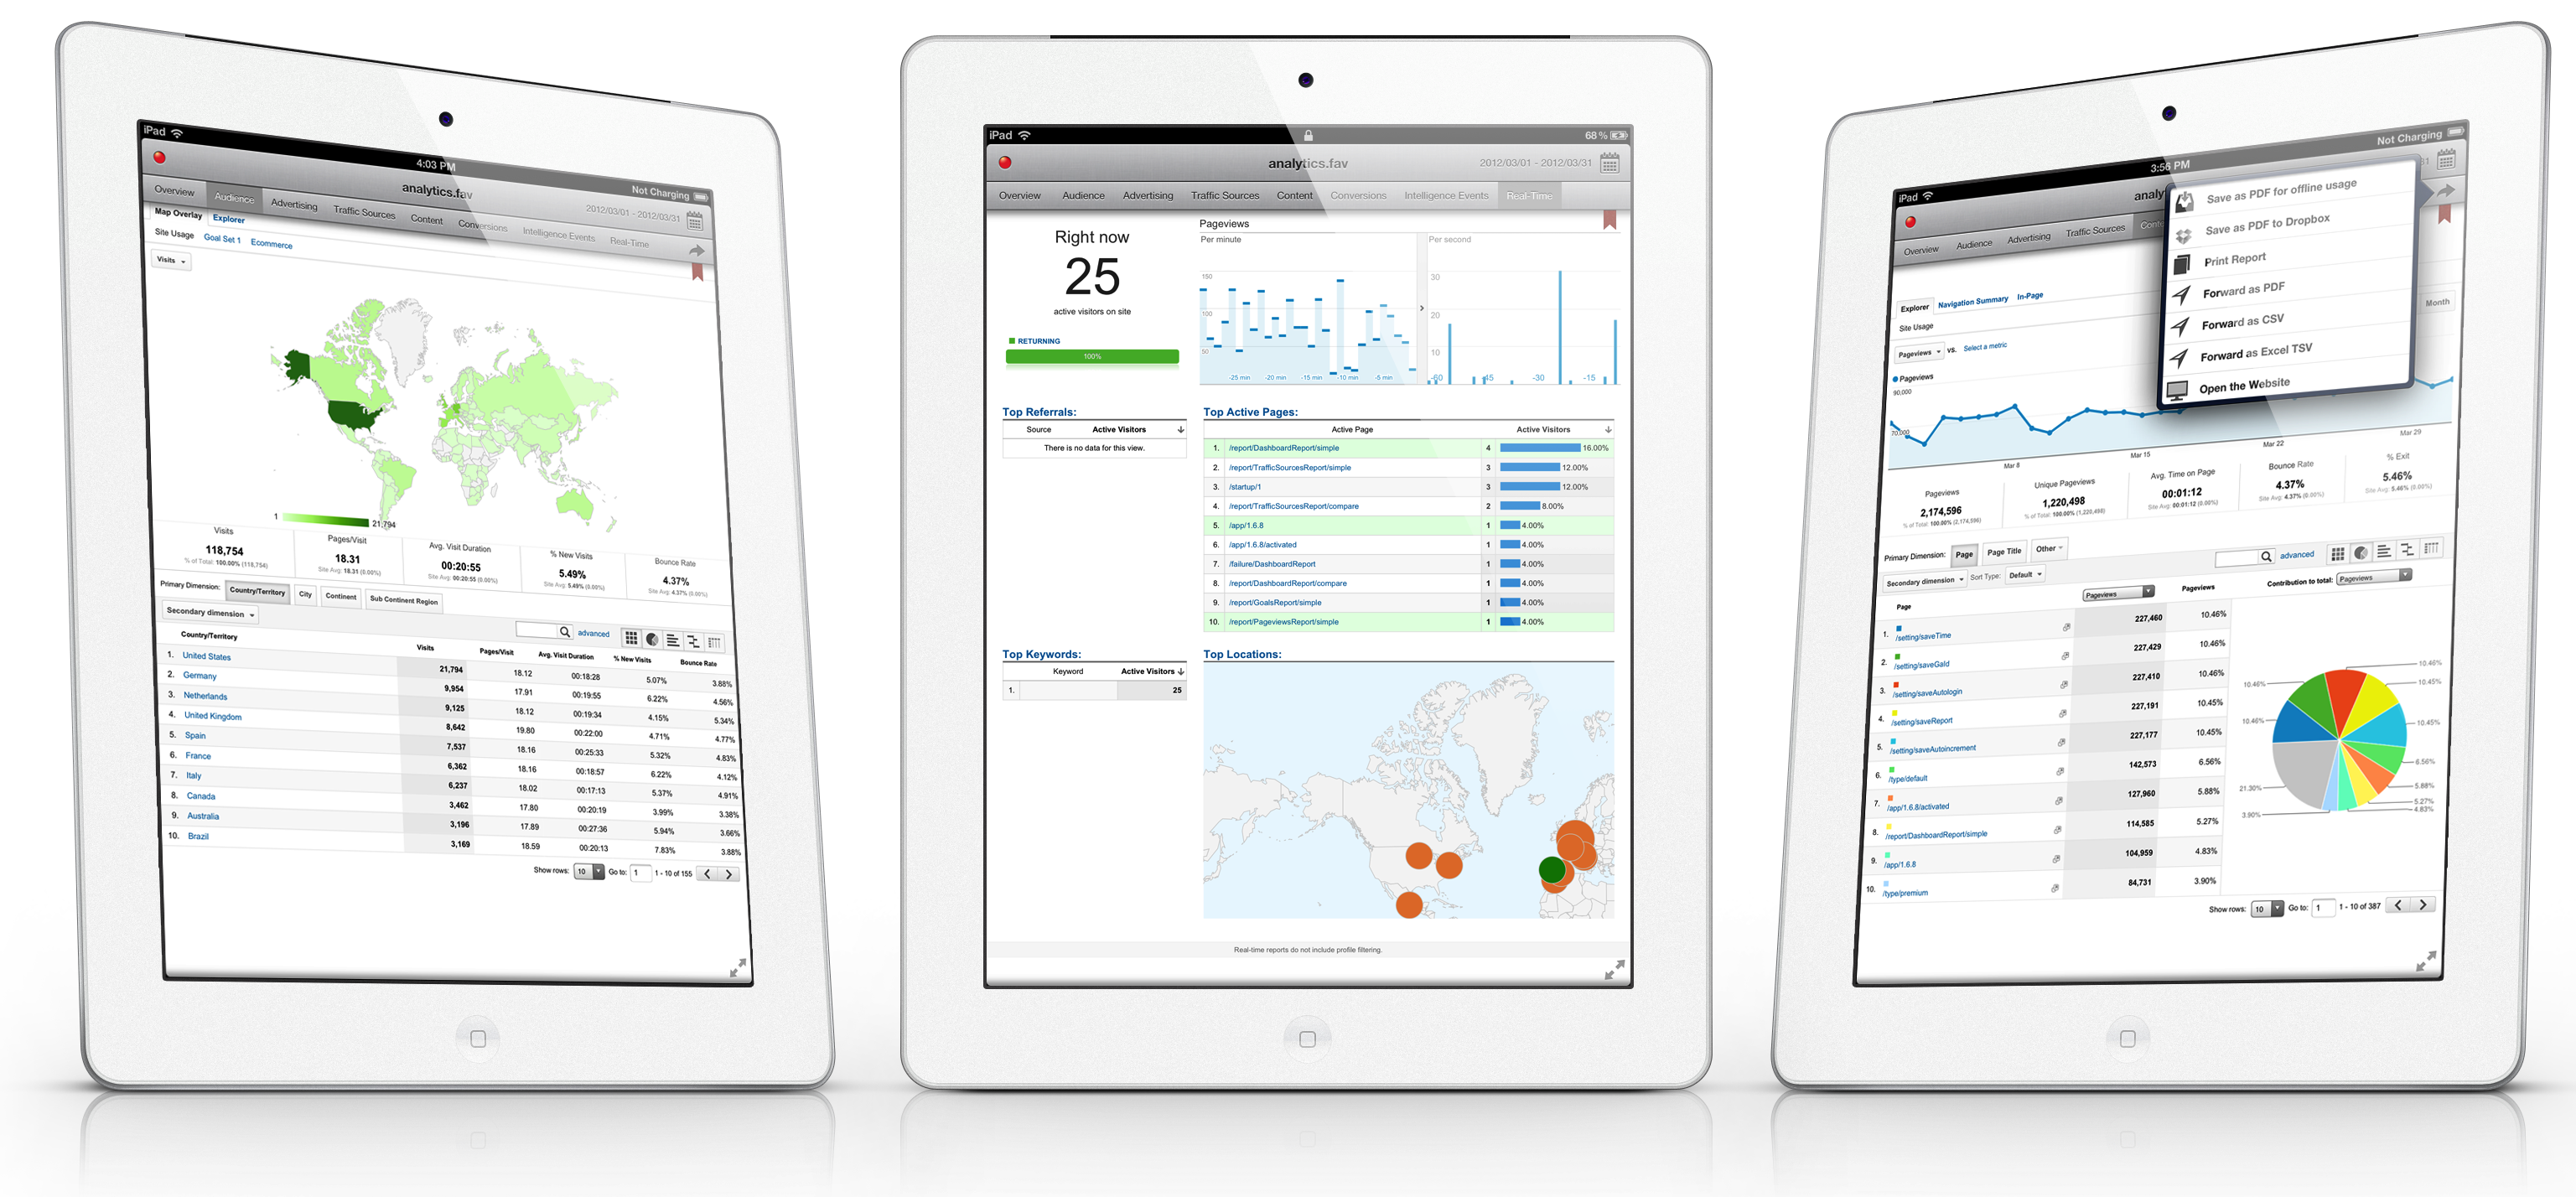 iPad
4:03 PM
Not Charging
analytics.fav
2012/03/01 - 2012/03/31
Overview Audience Advertising Traffic Sources Content Conversions Intelligence Events Real-Time
Map Overlay Explorer
Site Usage Goal Set 1 Ecommerce
Visits
1 21,794
Visits Pages/Visit Avg. Visit Duration % New Visits Bounce Rate
118,754 18.31 00:20:55 5.49% 4.37%
% of Total: 100.00% (118,754) Site Avg: 18.31 (0.00%) Site Avg: 00:20:55 (0.00%) Site Avg: 5.49% (0.00%) Site Avg: 4.37% (0.00%)
Primary Dimension: Country/Territory City Continent Sub Continent Region
Secondary dimension
advanced
Country/Territory Visits Pages/Visit Avg. Visit Duration % New Visits Bounce Rate
1. United States 21,794 18.12 00:18:28 5.07% 3.88%
2. Germany 9,954 17.91 00:19:55 6.22% 4.56%
3. Netherlands 9,125 18.12 00:19:34 4.15% 5.34%
4. United Kingdom 8,642 19.80 00:22:00 4.71% 4.77%
5. Spain 7,537 18.16 00:25:33 5.32% 4.83%
6. France 6,362 18.16 00:18:57 6.22% 4.12%
7. Italy 6,237 18.02 00:17:13 5.37% 4.91%
8. Canada 3,462 17.80 00:20:19 3.99% 3.38%
9. Australia 3,196 17.89 00:27:36 5.94% 3.66%
10. Brazil 3,169 18.59 00:20:13 7.83% 3.88%
Show rows: 10 Go to: 1 1 - 10 of 155
iPad
68 %
analytics.fav
2012/03/01 - 2012/03/31
Overview Audience Advertising Traffic Sources Content Conversions Intelligence Events Real-Time
Right now
25
active visitors on site
RETURNING
100%
Pageviews
Per minute
150
100
50
-25 min -20 min -15 min -10 min -5 min
Per second
30
20
10
-60 -45 -30 -15
Top Referrals:
Source Active Visitors
There is no data for this view.
Top Active Pages:
Active Page Active Visitors
1. /report/DashboardReport/simple 4 16.00%
2. /report/TrafficSourcesReport/simple 3 12.00%
3. /startup/1 3 12.00%
4. /report/TrafficSourcesReport/compare 2 8.00%
5. /app/1.6.8 1 4.00%
6. /app/1.6.8/activated 1 4.00%
7. /failure/DashboardReport 1 4.00%
8. /report/DashboardReport/compare 1 4.00%
9. /report/GoalsReport/simple 1 4.00%
10. /report/PageviewsReport/simple 1 4.00%
Top Keywords:
Keyword Active Visitors
1. 25
Top Locations:
Real-time reports do not include profile filtering.
iPad
3:56 PM
Not Charging
31
Overview Audience Advertising Traffic Sources
Save as PDF for offline usage
Save as PDF to Dropbox
Print Report
Forward as PDF
Forward as CSV
Forward as Excel TSV
Open the Website
Explorer Navigation Summary In-Page
Site Usage
Month
Pageviews vs. Select a metric
Pageviews
90,000
70,000
Mar 8 Mar 15 Mar 22 Mar 29
Pageviews Unique Pageviews Avg. Time on Page Bounce Rate % Exit
2,174,596 1,220,498 00:01:12 4.37% 5.46%
% of Total: 100.00% (2,174,596) % of Total: 100.00% (1,220,498) Site Avg: 00:01:12 (0.00%) Site Avg: 4.37% (0.00%) Site Avg: 5.46% (0.00%)
Primary Dimension: Page Page Title Other
advanced
Secondary dimension Sort Type: Default
Page Pageviews Pageviews Contribution to total: Pageviews
1. /setting/saveTime 227,460 10.46%
2. /setting/saveGaId 227,429 10.46%
3. /setting/saveAutologin 227,410 10.46%
4. /setting/saveReport 227,191 10.45%
5. /setting/saveAutoincrement 227,177 10.45%
6. /type/default 142,573 6.56%
7. /app/1.6.8/activated 127,960 5.88%
8. /report/DashboardReport/simple 114,585 5.27%
9. /app/1.6.8 104,959 4.83%
10. /type/premium 84,731 3.90%
10.46%
10.45%
10.46%
10.46%
10.45%
6.56%
5.88%
5.27%
4.83%
21.30%
3.90%
Show rows: 10 Go to: 1 1 - 10 of 387